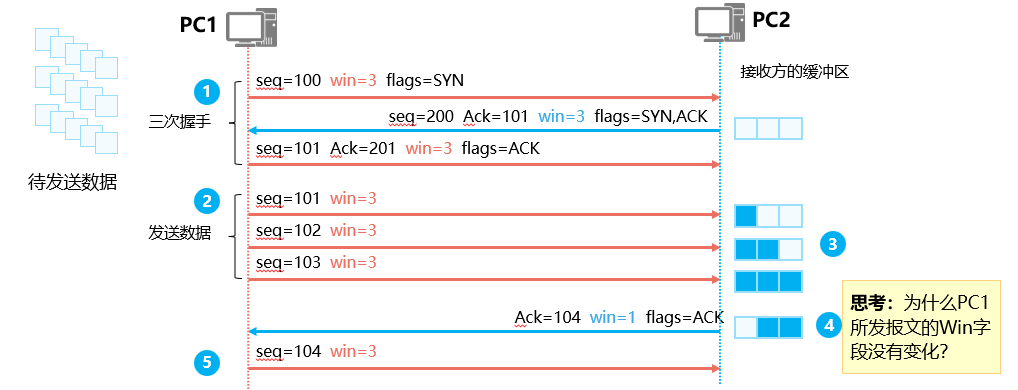 PC1
PC2
接收方的缓冲区
1
seq=100 win=3 flags=SYN
三次握手
seq=200 Ack=101 win=3 flags=SYN,ACK
seq=101 Ack=201 win=3 flags=ACK
待发送数据
2
seq=101 win=3
发送数据
seq=102 win=3
3
seq=103 win=3
Ack=104 win=1 flags=ACK
4
思考：为什么PC1
所发报文的Win字
段没有变化？
5
seq=104 win=3